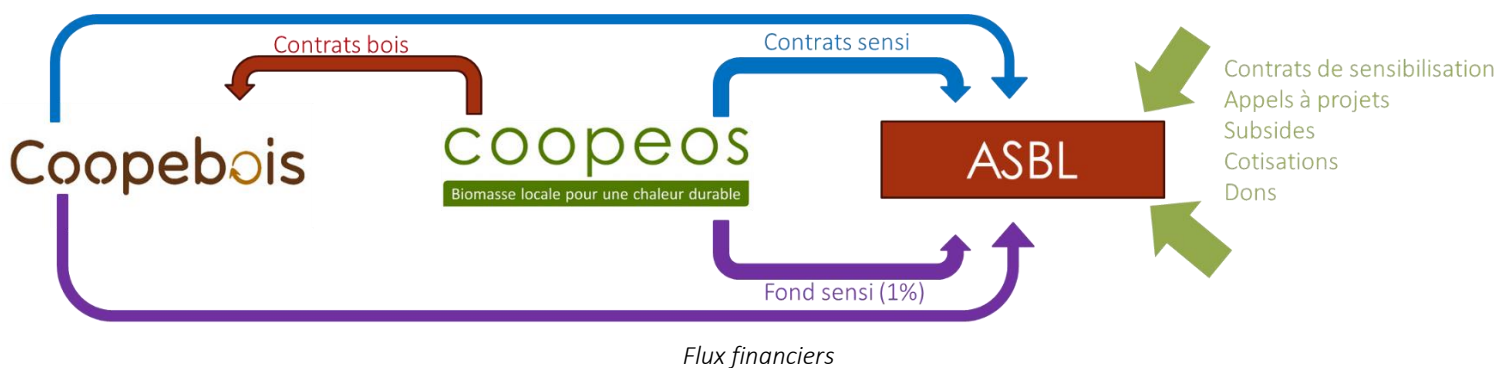 Contrats bois
Contrats sensi
Contrats de sensibilisation
Appels à projets
Subsides
Cotisations
Dons
Coopebois
coopeos
Biomasse locale pour une chaleur durable
ASBL
Fond sensi (1%)
Flux financiers